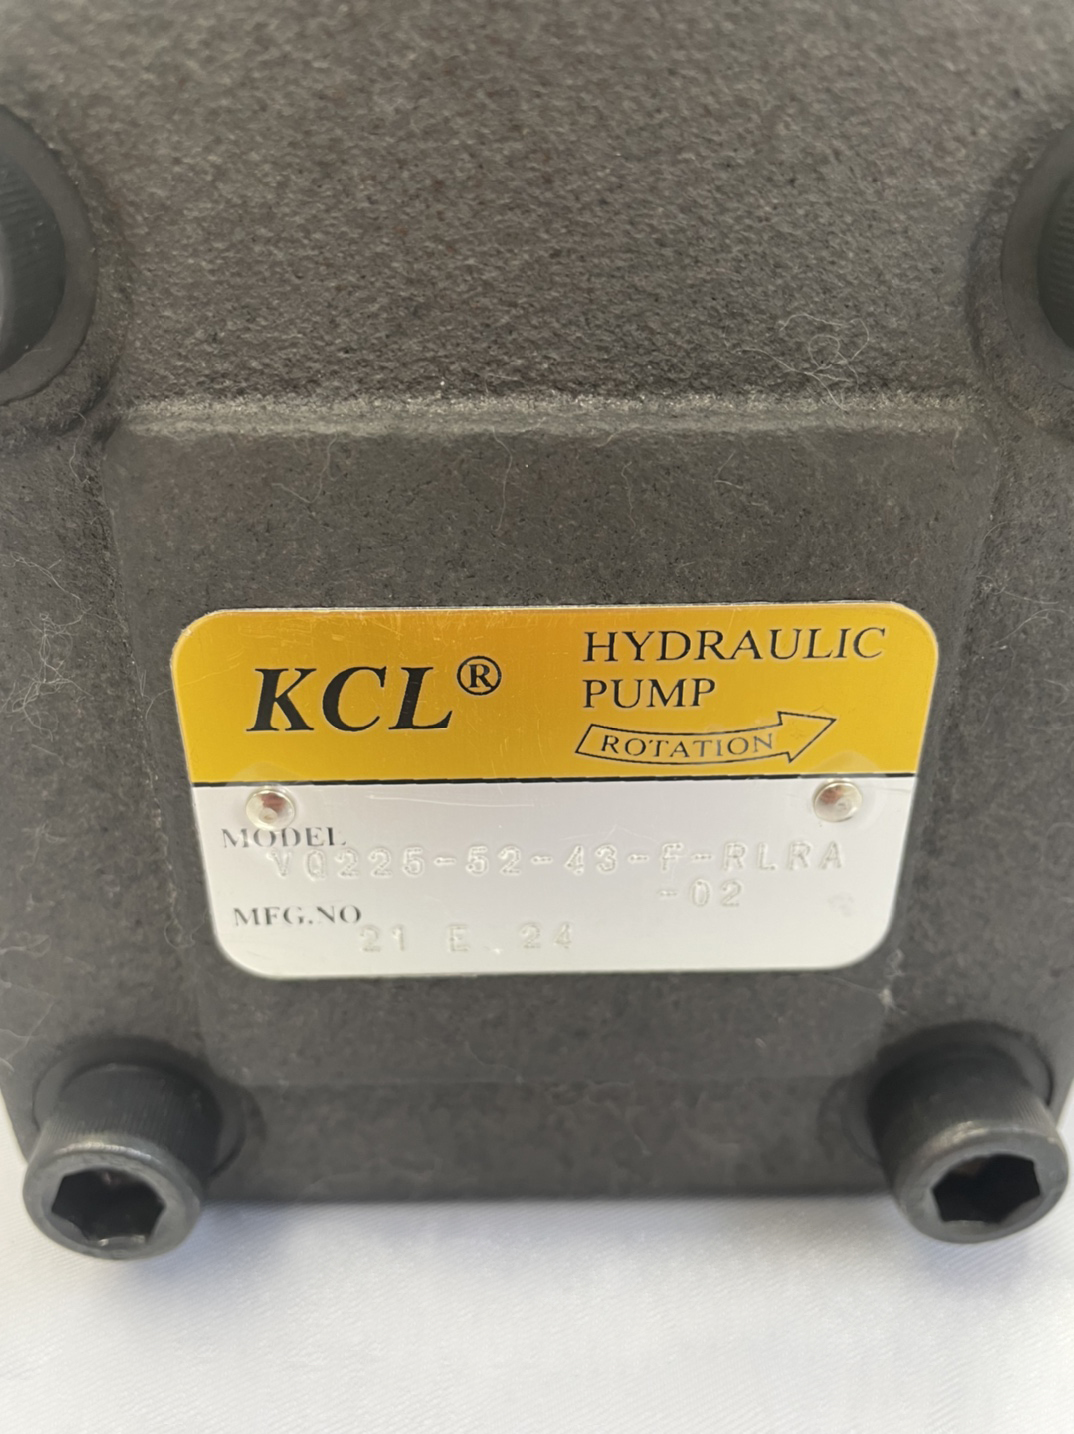 KCL®
HYDRAULIC
PUMP
ROTATION
MODEL
VQ225-52-43-F-RLRA
-02
MFG.NO
21 E 24